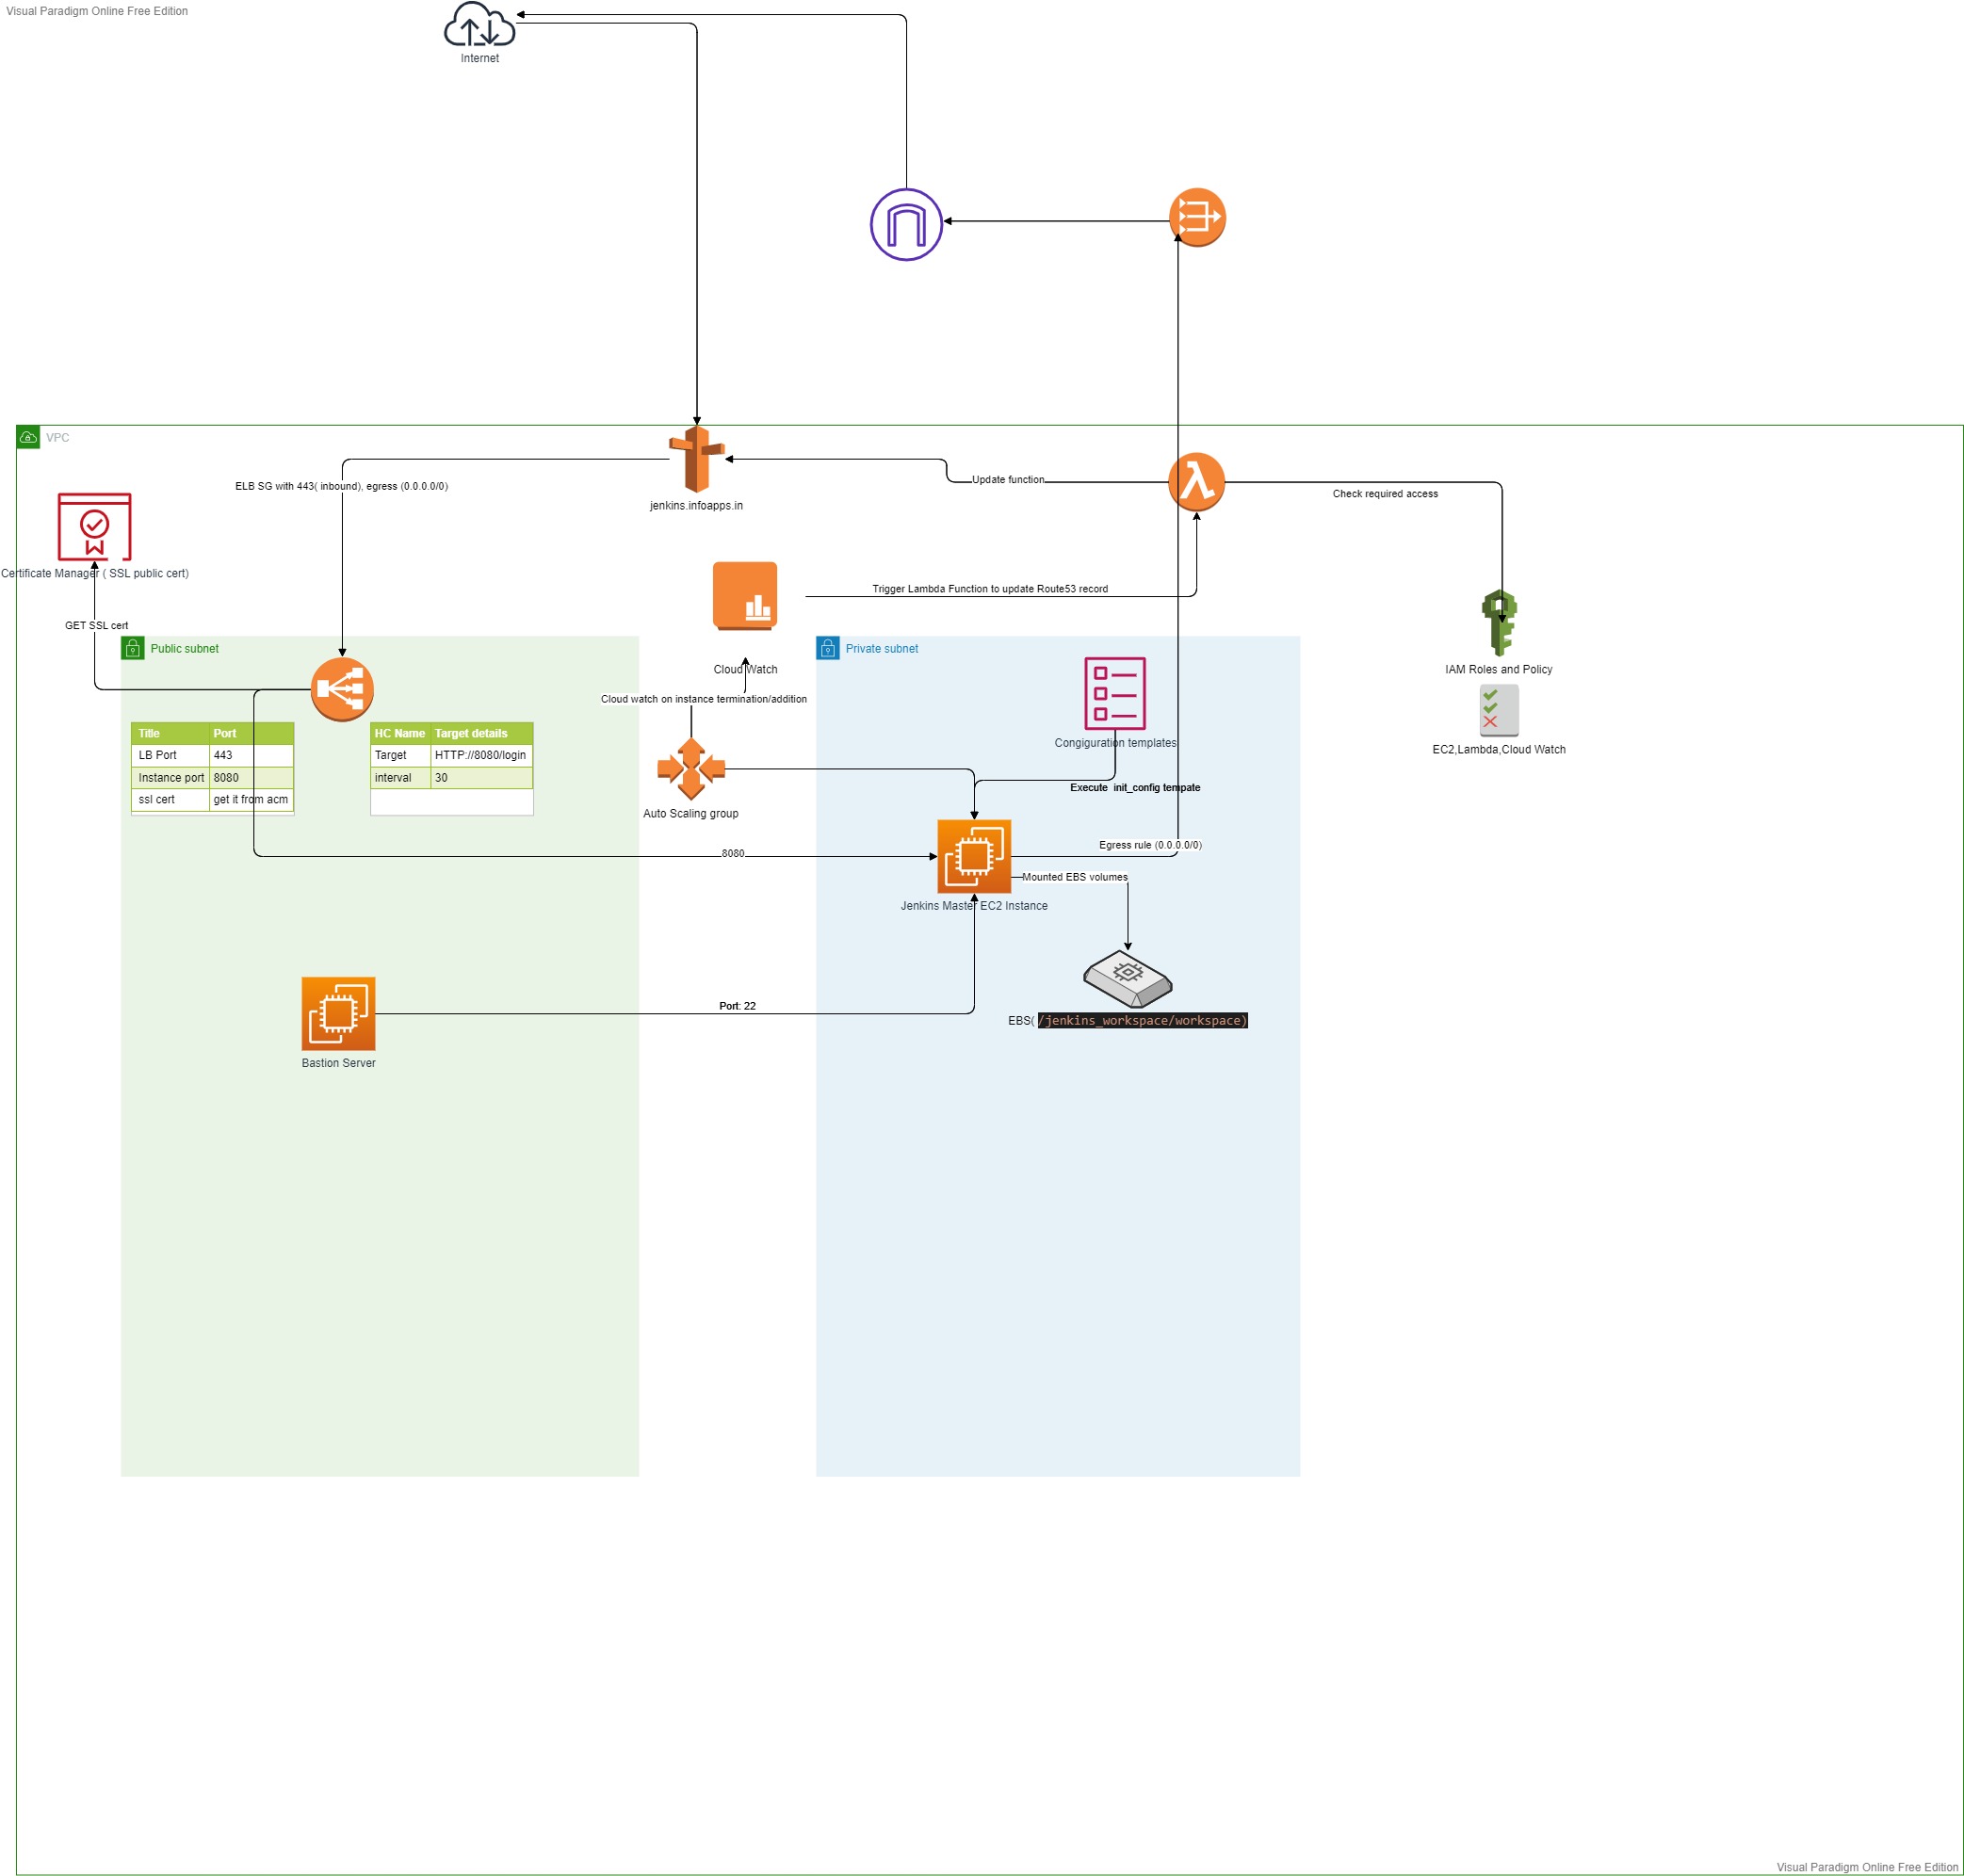 Visual Paradigm Online Free Edition
Internet
VPC
jenkins.infoapps.in
ELB SG with 443( inbound), egress (0.0.0.0/0)
Update function
Check required access
Certificate Manager ( SSL public cert)
GET SSL cert
Trigger Lambda Function to update Route53 record
Cloud Watch
Cloud watch on instance termination/addition
IAM Roles and Policy
EC2,Lambda,Cloud Watch
Public subnet
Private subnet
Title Port
LB Port 443
Instance port 8080
ssl cert get it from acm
HC Name Target details
Target HTTP://8080/login
interval 30
Auto Scaling group
Congiguration templates
Execute init_config tempate
8080
Egress rule (0.0.0.0/0)
Mounted EBS volumes
Jenkins Master EC2 Instance
Port: 22
Bastion Server
EBS( /jenkins_workspace/workspace)
Visual Paradigm Online Free Edition